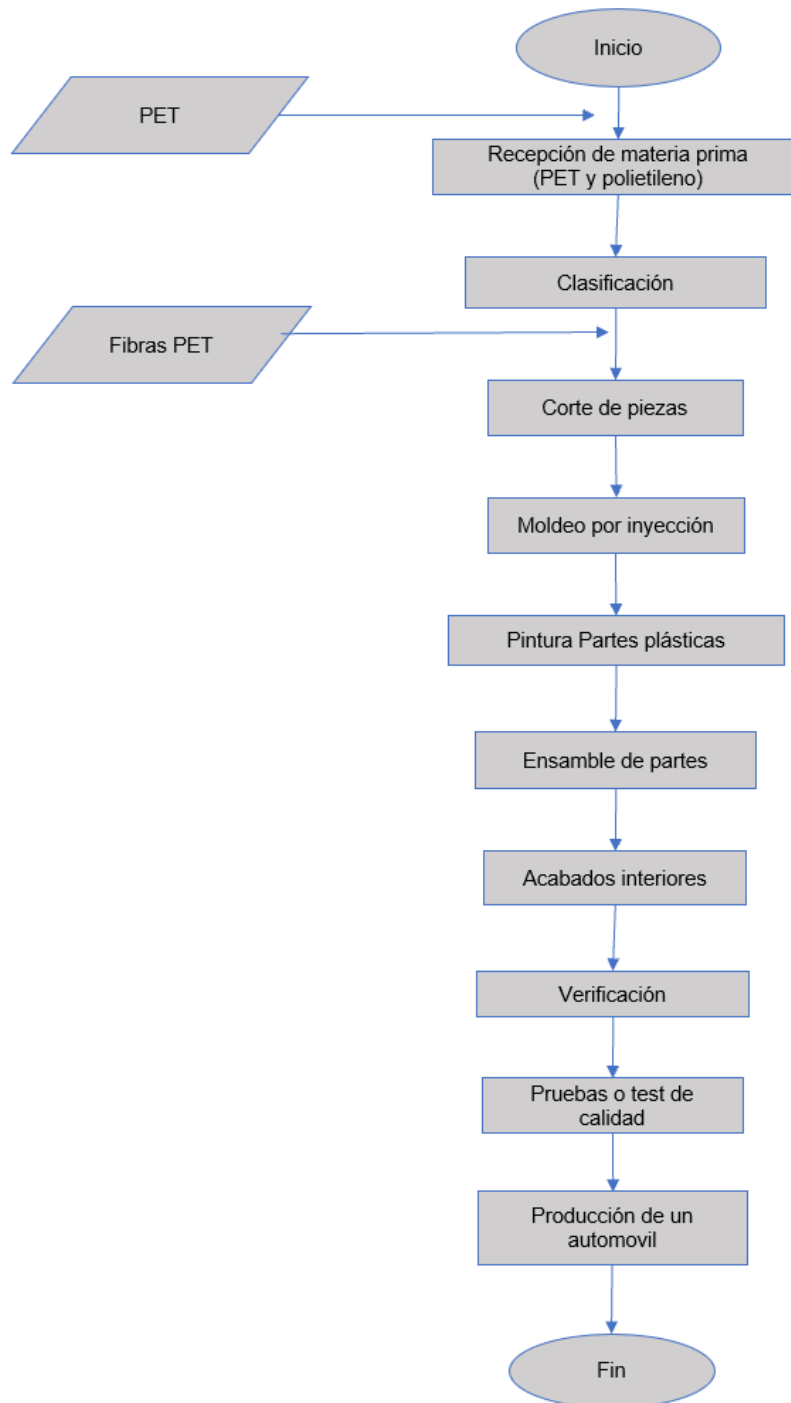 Inicio
PET
Recepción de materia prima
(PET y polietileno)
Clasificación
Fibras PET
Corte de piezas
Moldeo por inyección
Pintura Partes plásticas
Ensamble de partes
Acabados interiores
Verificación
Pruebas o test de
calidad
Producción de un
automovil
Fin